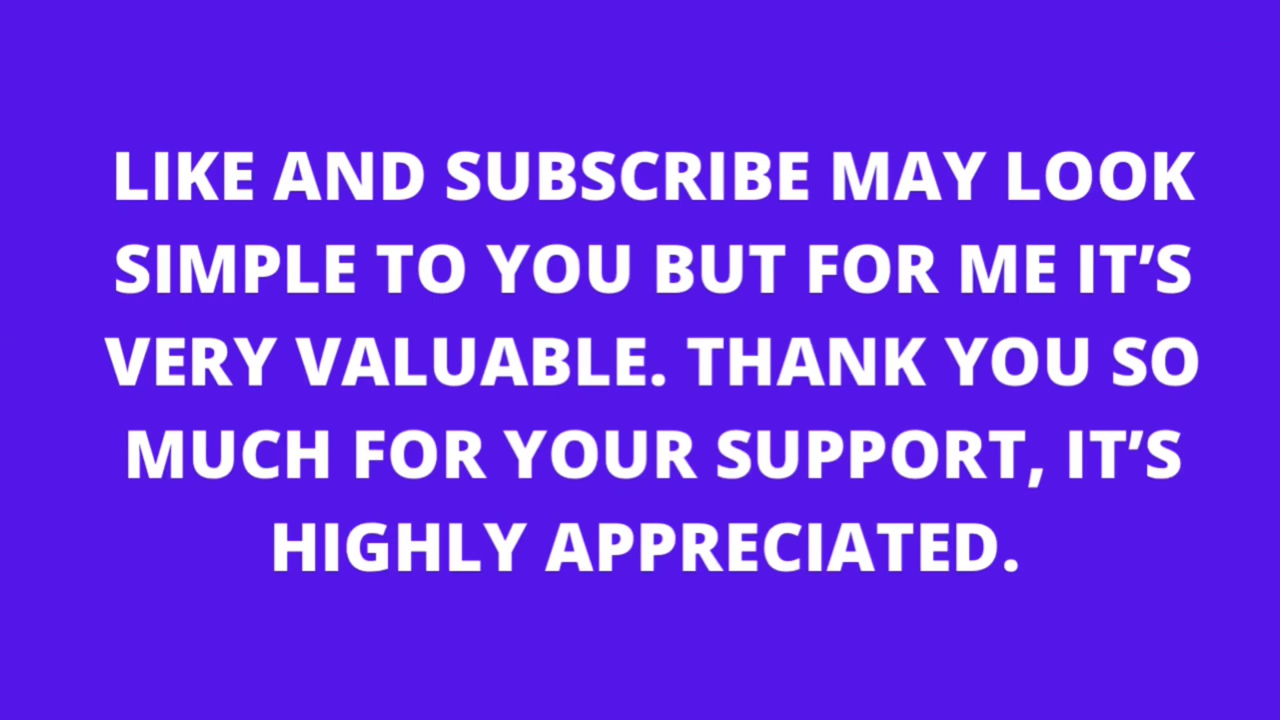 LIKE AND SUBSCRIBE MAY LOOK
SIMPLE TO YOU BUT FOR ME IT’S
VERY VALUABLE. THANK YOU SO
MUCH FOR YOUR SUPPORT, IT’S
HIGHLY APPRECIATED.